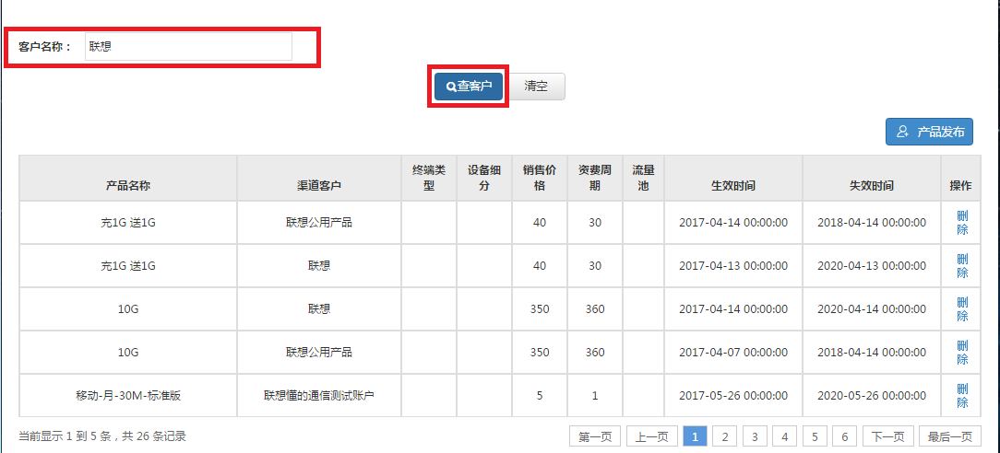 客户名称： 联想
查客户 清空
产品发布
产品名称 渠道客户 终端类型 设备细分 销售价格 资费周期 流量池 生效时间 失效时间 操作
充1G 送1G 联想公用产品 40 30 2017-04-14 00:00:00 2018-04-14 00:00:00 删除
充1G 送1G 联想 40 30 2017-04-13 00:00:00 2020-04-13 00:00:00 删除
10G 联想 350 360 2017-04-14 00:00:00 2020-04-14 00:00:00 删除
10G 联想公用产品 350 360 2017-04-07 00:00:00 2018-04-14 00:00:00 删除
移动-月-30M-标准版 联想懂的通信测试账户 5 1 2017-05-26 00:00:00 2020-05-26 00:00:00 删除
当前显示 1 到 5 条，共 26 条记录 第一页 上一页 1 2 3 4 5 6 下一页 最后一页